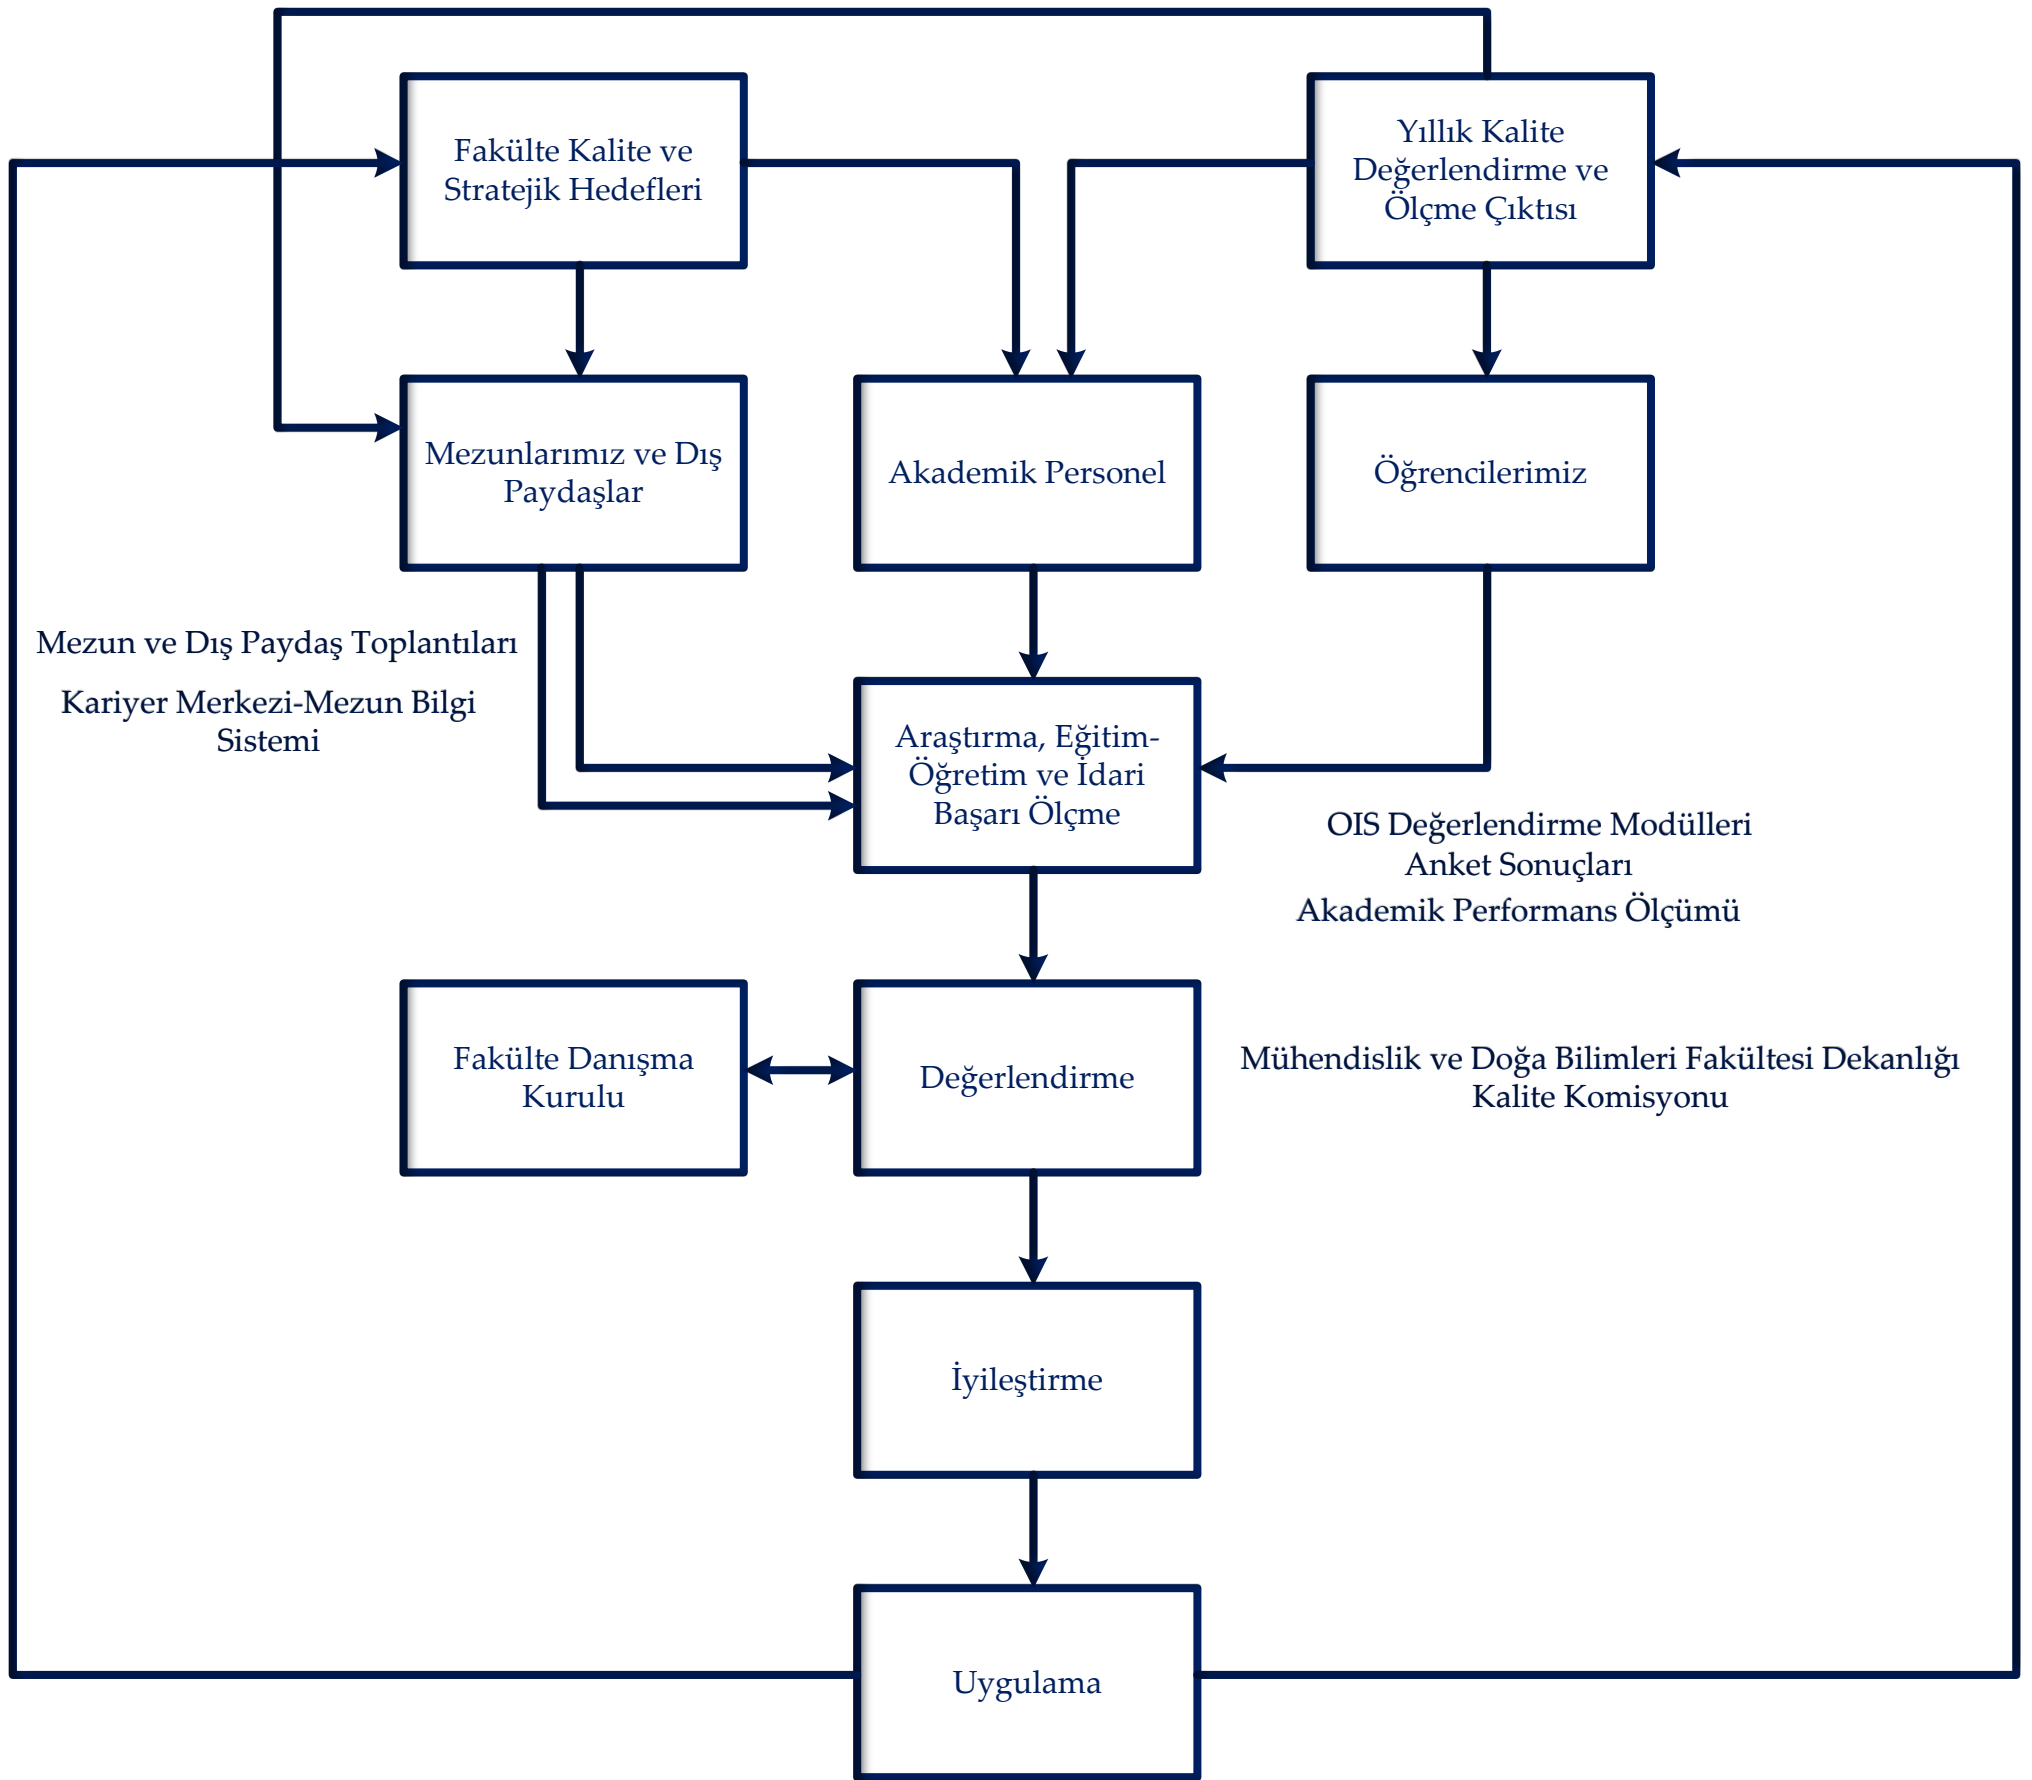 Fakülte Kalite ve
Stratejik Hedefleri
Yıllık Kalite
Değerlendirme ve
Ölçme Çıktısı
Mezunlarımız ve Dış
Paydaşlar
Akademik Personel
Öğrencilerimiz
Mezun ve Dış Paydaş Toplantıları
Kariyer Merkezi-Mezun Bilgi
Sistemi
Araştırma, Eğitim-
Öğretim ve İdari
Başarı Ölçme
OIS Değerlendirme Modülleri
Anket Sonuçları
Akademik Performans Ölçümü
Fakülte Danışma
Kurulu
Değerlendirme
Mühendislik ve Doğa Bilimleri Fakültesi Dekanlığı
Kalite Komisyonu
İyileştirme
Uygulama